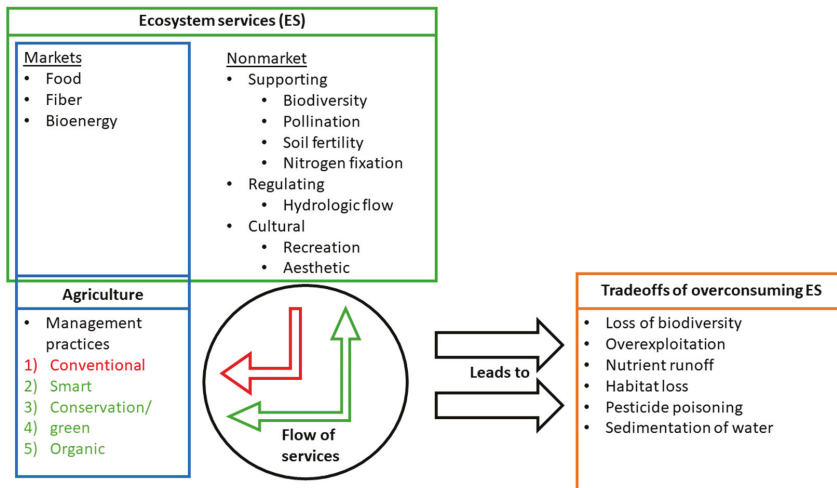 Ecosystem services (ES)
Markets
• Food
• Fiber
• Bioenergy
Nonmarket
• Supporting
• Biodiversity
• Pollination
• Soil fertility
• Nitrogen fixation
• Regulating
• Hydrologic flow
• Cultural
• Recreation
• Aesthetic
Agriculture
• Management
practices
1) Conventional
2) Smart
3) Conservation/
4) green
5) Organic
Flow of
services
Leads to
Tradeoffs of overconsuming ES
• Loss of biodiversity
• Overexploitation
• Nutrient runoff
• Habitat loss
• Pesticide poisoning
• Sedimentation of water